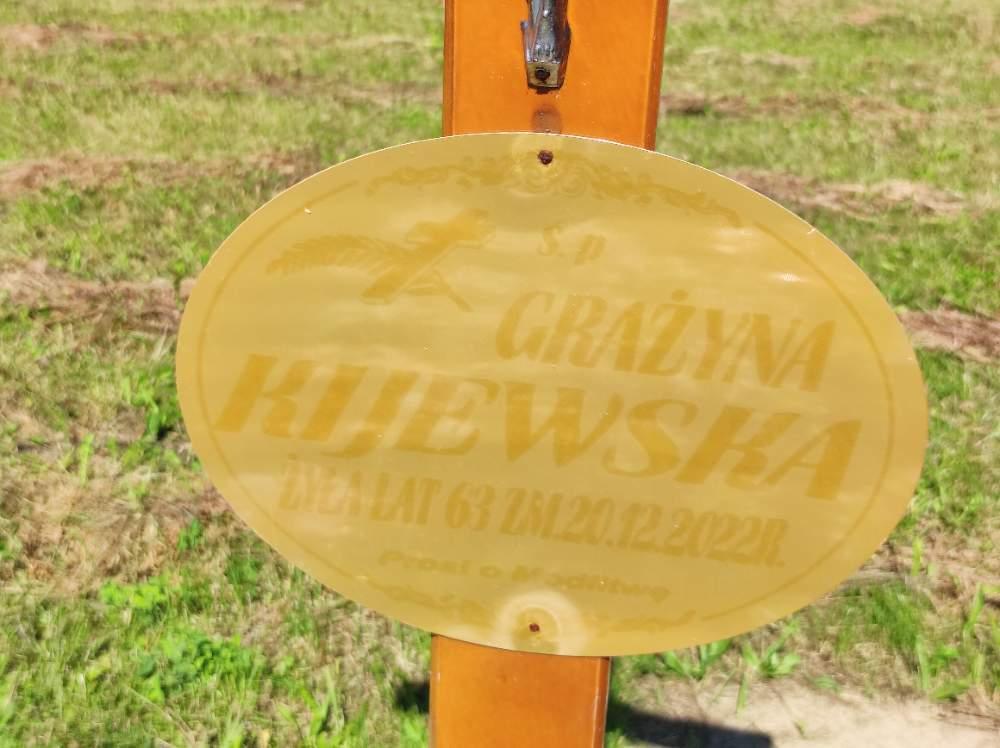 Ś.p
GRAŻYNA
KIJEWSKA
ŻYŁA LAT 63 ZM.20.12.2022R.
Prosi o Modlitwę